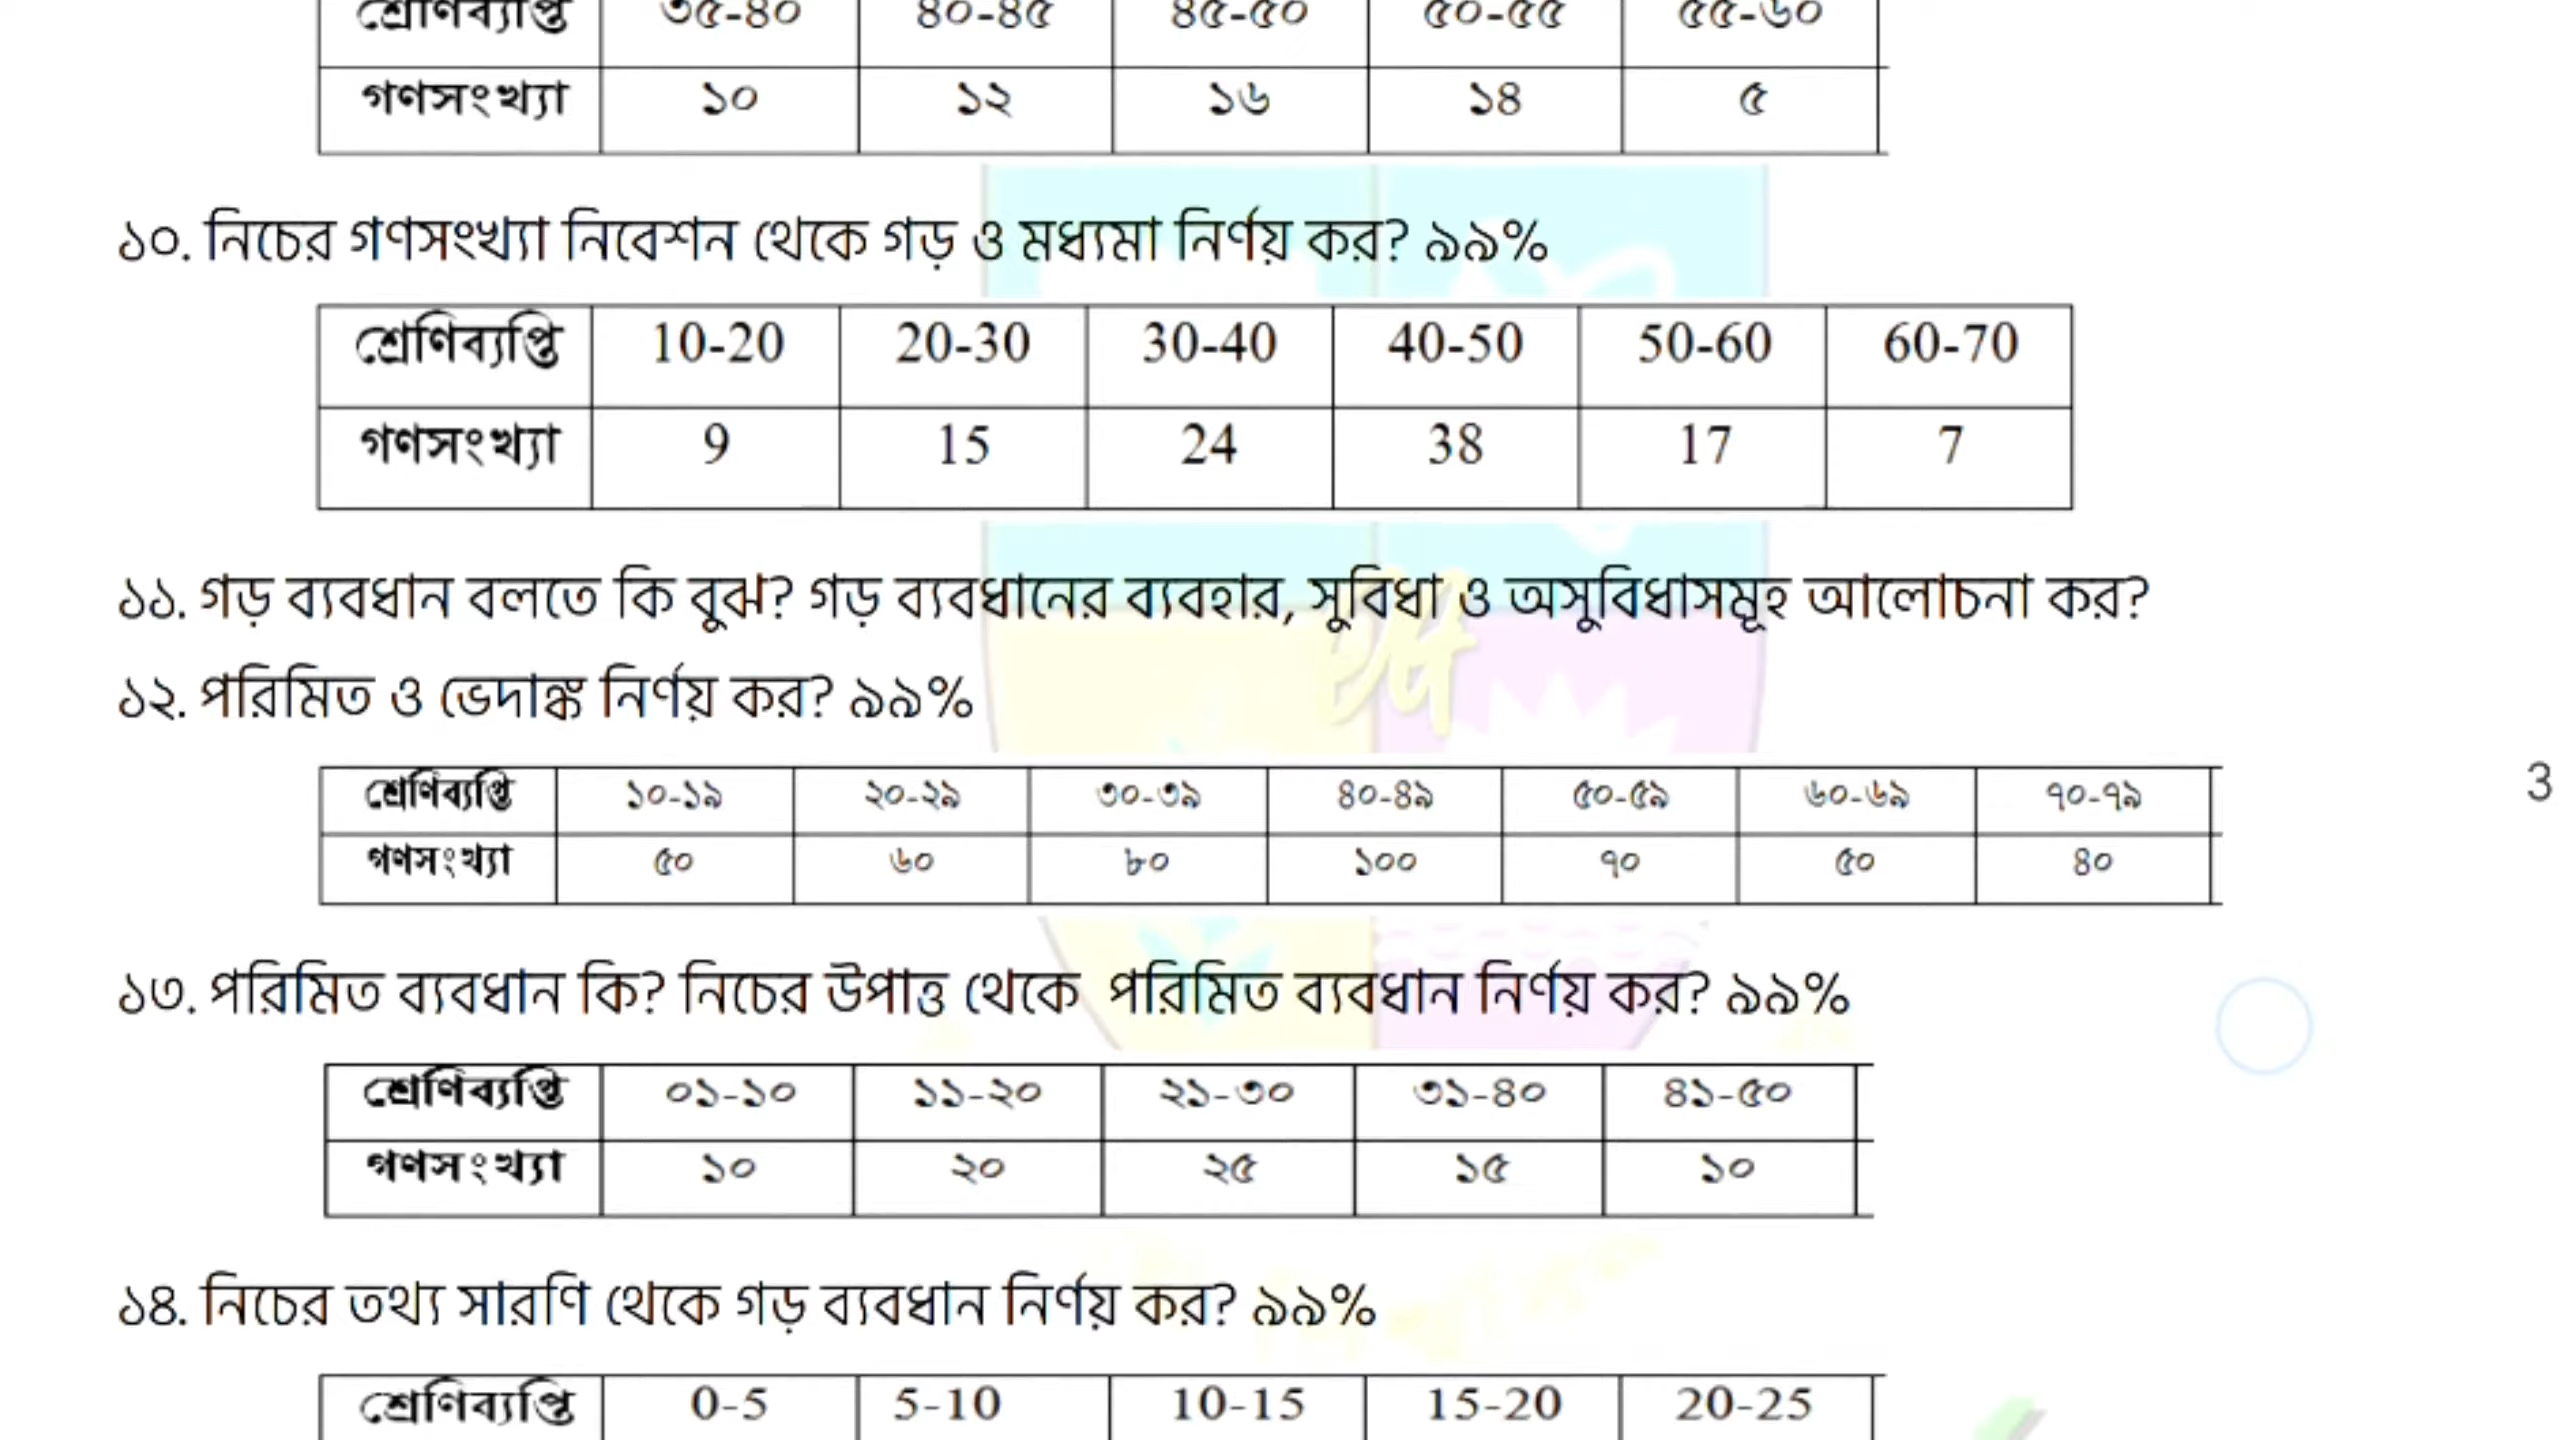 শ্রেণিব্যাপ্তি ৩৫-৪০ ৪০-৪৫ ৪৫-৫০ ৫০-৫৫ ৫৫-৬০
গণসংখ্যা ১০ ১২ ১৬ ১৪ ৫
১০. নিচের গণসংখ্যা নিবেশন থেকে গড় ও মধ্যমা নির্ণয় কর? ৯৯%
শ্রেণিব্যপ্তি 10-20 20-30 30-40 40-50 50-60 60-70
গণসংখ্যা 9 15 24 38 17 7
১১. গড় ব্যবধান বলতে কি বুঝ? গড় ব্যবধানের ব্যবহার, সুবিধা ও অসুবিধাসমূহ আলোচনা কর?
১২. পরিমিত ও ভেদাঙ্ক নির্ণয় কর? ৯৯%
শ্রেণিব্যপ্তি ১০-১৯ ২০-২৯ ৩০-৩৯ ৪০-৪৯ ৫০-৫৯ ৬০-৬৯ ৭০-৭৯
গণসংখ্যা ৫০ ৬০ ৮০ ১০০ ৭০ ৫০ ৪০
3
১৩. পরিমিত ব্যবধান কি? নিচের উপাত্ত থেকে পরিমিত ব্যবধান নির্ণয় কর? ৯৯%
শ্রেণিব্যপ্তি ০১-১০ ১১-২০ ২১-৩০ ৩১-৪০ ৪১-৫০
গণসংখ্যা ১০ ২০ ২৫ ১৫ ১০
১৪. নিচের তথ্য সারণি থেকে গড় ব্যবধান নির্ণয় কর? ৯৯%
শ্রেণিব্যপ্তি 0-5 5-10 10-15 15-20 20-25